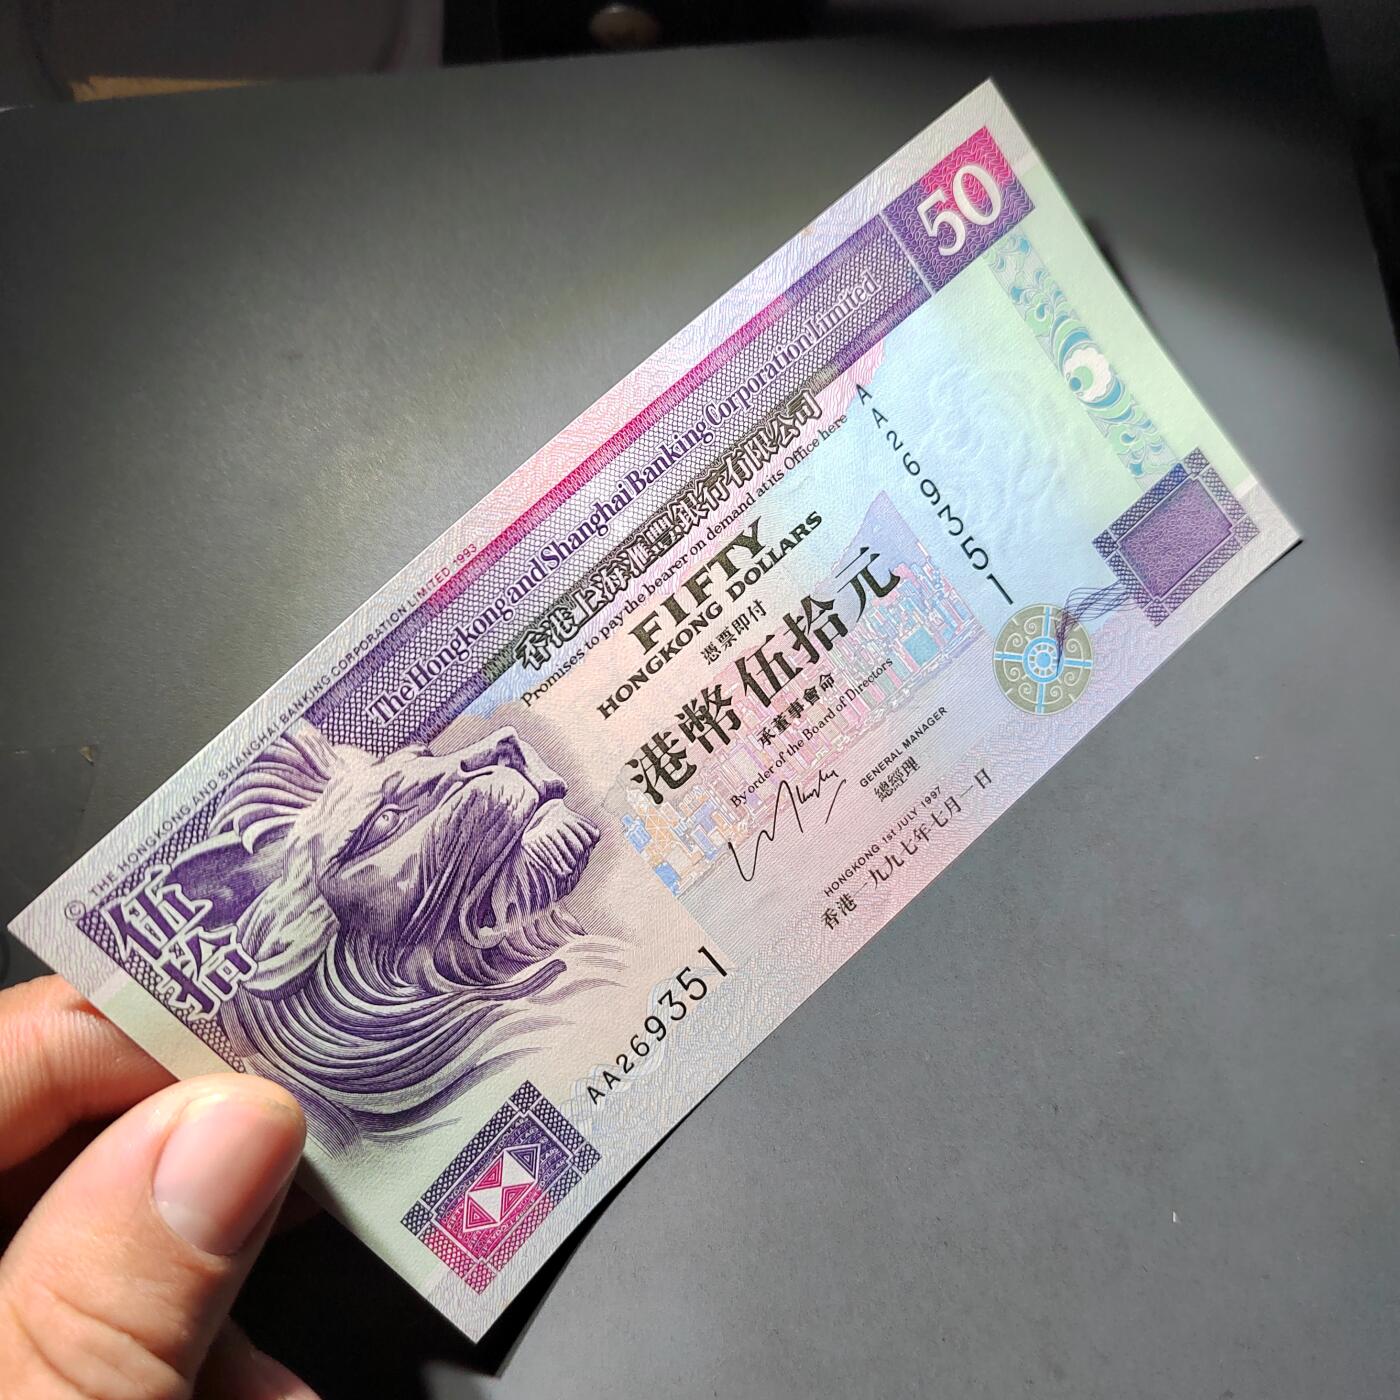 © THE HONGKONG AND SHANGHAI BANKING CORPORATION LIMITED 1993
50
The Hongkong and Shanghai Banking Corporation Limited
香港上海滙豐銀行有限公司
Promises to pay the bearer on demand at its Office here
AA269351
FIFTY
HONGKONG DOLLARS
憑票即付
港幣伍拾元
承董事會命
By order of the Board of Directors
GENERAL MANAGER
總經理
HONGKONG 1st JULY 1997
香港一九九七年七月一日
伍拾
AA269351